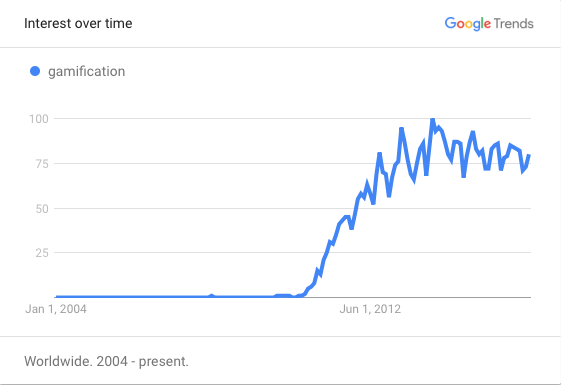 Interest over time
Google Trends
gamification
100
75
50
25
Jan 1, 2004
Jun 1, 2012
Worldwide. 2004 - present.